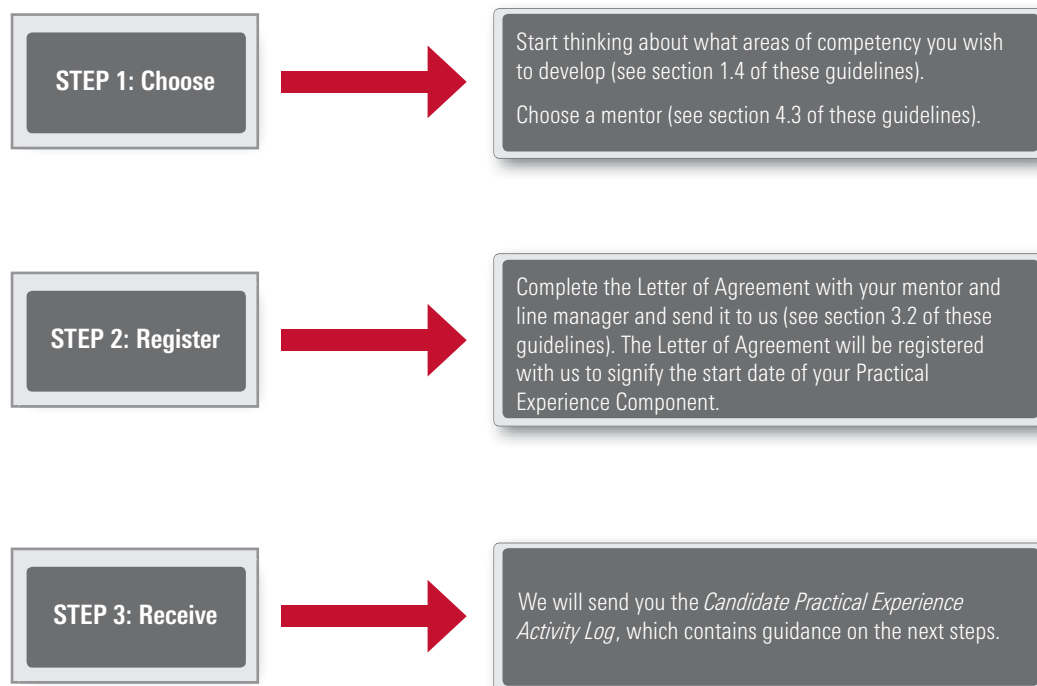 STEP 1: Choose
Start thinking about what areas of competency you wish
to develop (see section 1.4 of these guidelines).
Choose a mentor (see section 4.3 of these guidelines).
STEP 2: Register
Complete the Letter of Agreement with your mentor and
line manager and send it to us (see section 3.2 of these
guidelines). The Letter of Agreement will be registered
with us to signify the start date of your Practical
Experience Component.
STEP 3: Receive
We will send you the Candidate Practical Experience
Activity Log, which contains guidance on the next steps.